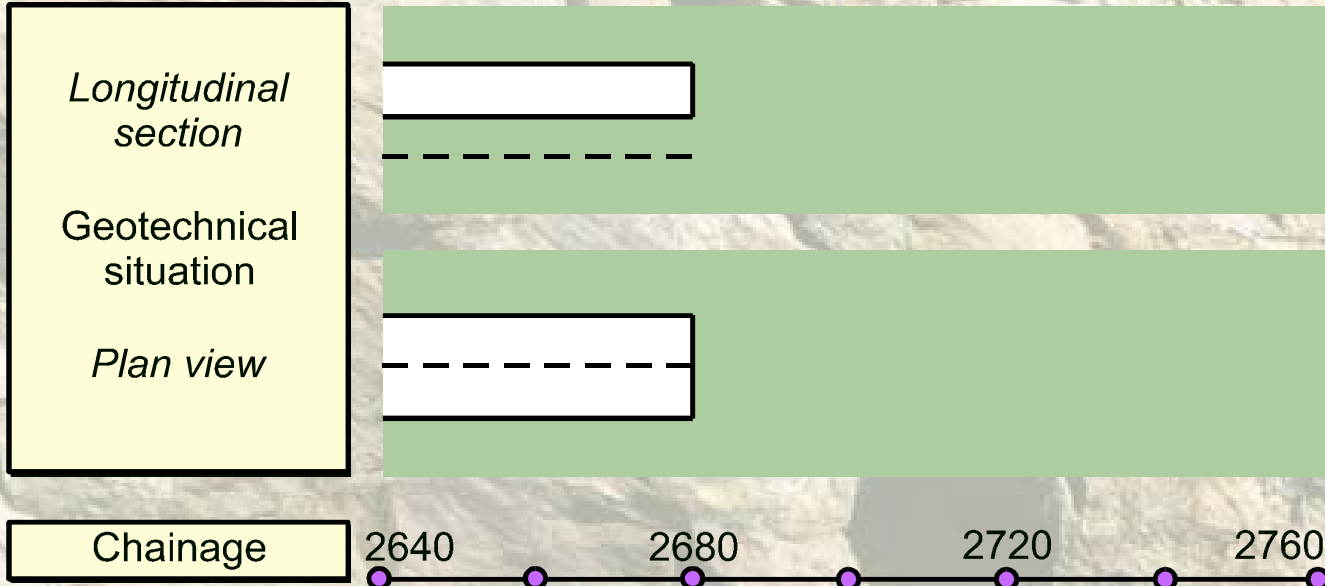 Longitudinal
section
Geotechnical
situation
Plan view
Chainage
2640
2680
2720
2760